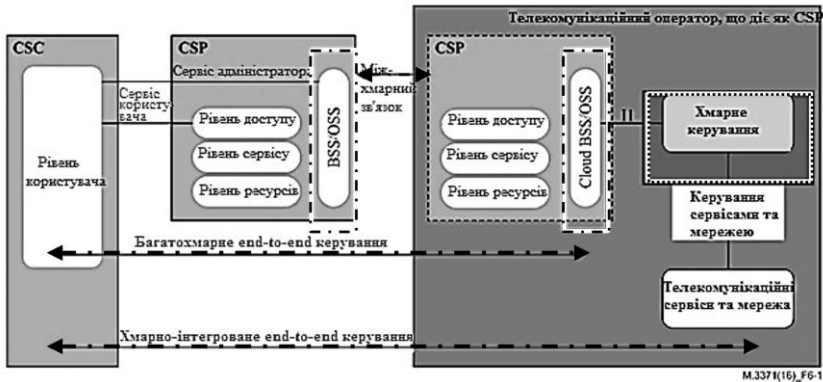 Телекомунікаційний оператор, що діє як CSP
CSC
CSP
CSP
Сервіс адміністратора
Між-
хмарний
зв'язок
Сервіс
користу-
вача
Рівень
користувача
Рівень доступу
Рівень сервісу
Рівень ресурсів
BSS/OSS
Рівень доступу
Рівень сервісу
Рівень ресурсів
Cloud BSS/OSS
II
Хмарне
керування
Керування
сервісами та
мережею
Телекомунікаційні
сервіси та мережа
Багатохмарне end-to-end керування
Хмарно-інтегроване end-to-end керування
M.3371(16)_F6-1